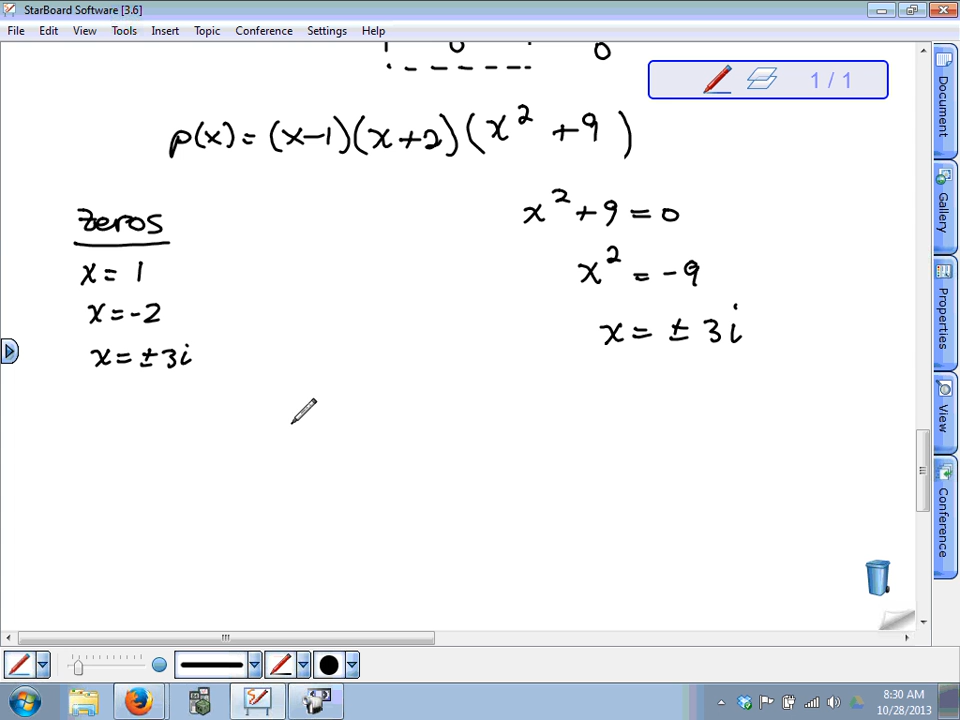 StarBoard Software [3.6]
File Edit View Tools Insert Topic Conference Settings Help
1 / 1
p(x) = (x-1)(x+2)(x² + 9)
zeros
x = 1
x = -2
x = ± 3i
x² + 9 = 0
x² = -9
x = ± 3i
Document
Gallery
Properties
View
Conference
8:30 AM
10/28/2013